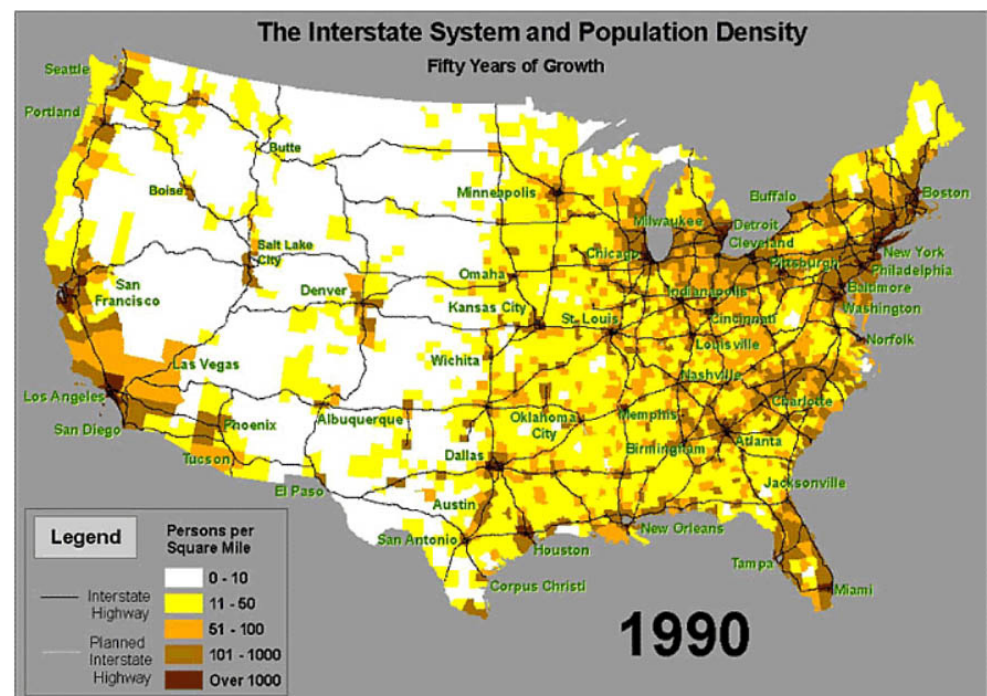 The Interstate System and Population Density
Fifty Years of Growth
Seattle
Portland
Butte
Boise
Minneapolis
Buffalo
Boston
Milwaukee
Detroit
Salt Lake
City
Chicago
Cleveland
New York
Pittsburgh
Philadelphia
San
Francisco
Denver
Omaha
Indianapolis
Baltimore
Kansas City
St. Louis
Cincinnati
Washington
Louisville
Norfolk
Las Vegas
Wichita
Nashville
Los Angeles
Albuquerque
Oklahoma
City
Memphis
Charlotte
San Diego
Phoenix
Tucson
Dallas
Birmingham
Atlanta
El Paso
Jacksonville
Austin
New Orleans
San Antonio
Houston
Tampa
Corpus Christi
Miami
Legend
Persons per
Square Mile
0 - 10
Interstate
Highway
11 - 50
51 - 100
Planned
Interstate
Highway
101 - 1000
Over 1000
1990